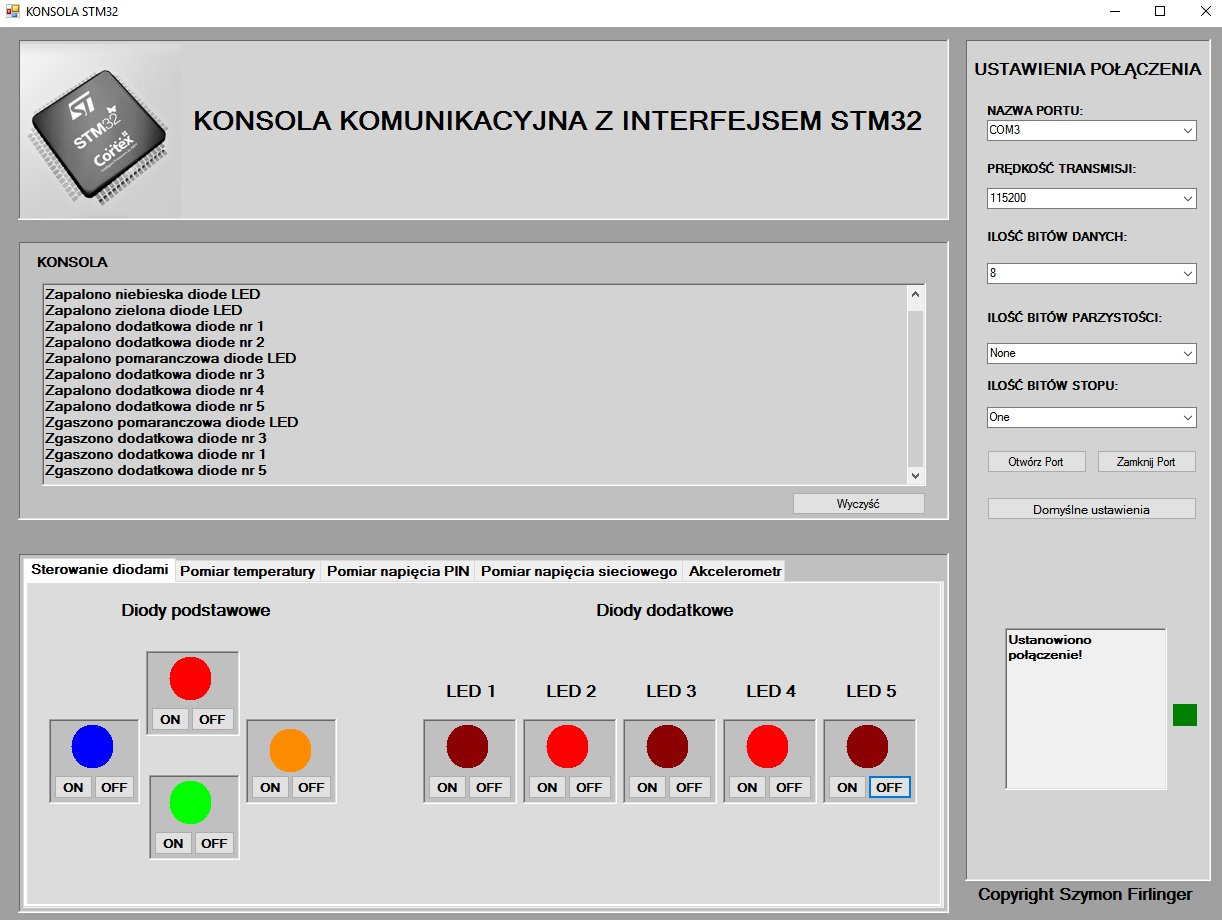 KONSOLA STM32
STM32
Cortex
KONSOLA KOMUNIKACYJNA Z INTERFEJSEM STM32
KONSOLA
Zapalono niebieska diode LED
Zapalono zielona diode LED
Zapalono dodatkowa diode nr 1
Zapalono dodatkowa diode nr 2
Zapalono pomaranczowa diode LED
Zapalono dodatkowa diode nr 3
Zapalono dodatkowa diode nr 4
Zapalono dodatkowa diode nr 5
Zgaszono pomaranczowa diode LED
Zgaszono dodatkowa diode nr 3
Zgaszono dodatkowa diode nr 1
Zgaszono dodatkowa diode nr 5
Wyczyść
Sterowanie diodami Pomiar temperatury Pomiar napięcia PIN Pomiar napięcia sieciowego Akcelerometr
Diody podstawowe
ON OFF
ON OFF
ON OFF
ON OFF
Diody dodatkowe
LED 1 LED 2 LED 3 LED 4 LED 5
ON OFF ON OFF ON OFF ON OFF ON OFF
USTAWIENIA POŁĄCZENIA
NAZWA PORTU:
COM3
PRĘDKOŚĆ TRANSMISJI:
115200
ILOŚĆ BITÓW DANYCH:
8
ILOŚĆ BITÓW PARZYSTOŚCI:
None
ILOŚĆ BITÓW STOPU:
One
Otwórz Port Zamknij Port
Domyślne ustawienia
Ustanowiono
połączenie!
Copyright Szymon Firlinger